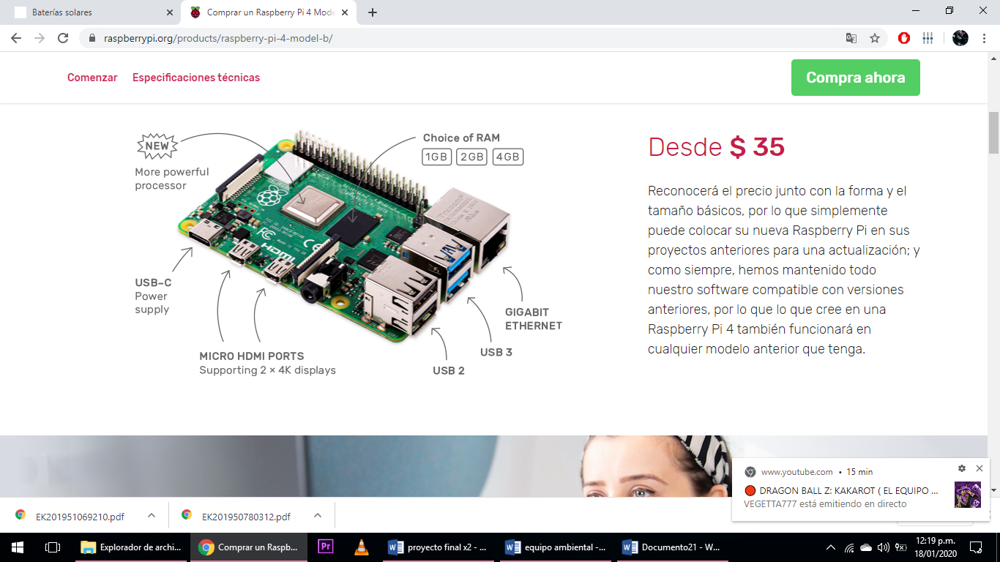 Baterías solares
Comprar un Raspberry Pi 4 Mode
raspberrypi.org/products/raspberry-pi-4-model-b/
Comenzar
Especificaciones técnicas
Compra ahora
NEW
More powerful
processor
Choice of RAM
1GB 2GB 4GB
HDMI
USB-C
Power
supply
MICRO HDMI PORTS
Supporting 2 × 4K displays
USB 2
USB 3
GIGABIT
ETHERNET
Desde $ 35
Reconocerá el precio junto con la forma y el
tamaño básicos, por lo que simplemente
puede colocar su nueva Raspberry Pi en sus
proyectos anteriores para una actualización; y
como siempre, hemos mantenido todo
nuestro software compatible con versiones
anteriores, por lo que lo que cree en una
Raspberry Pi 4 también funcionará en
cualquier modelo anterior que tenga.
www.youtube.com • 15 min
DRAGON BALL Z: KAKAROT ( EL EQUIPO ...
VEGETTA777 está emitiendo en directo
EK201951069210.pdf
EK201950780312.pdf
Explorador de archi...
Comprar un Raspb...
Pr
proyecto final x2 - ...
equipo ambiental -...
Documento21 - W...
12:19 p.m.
18/01/2020